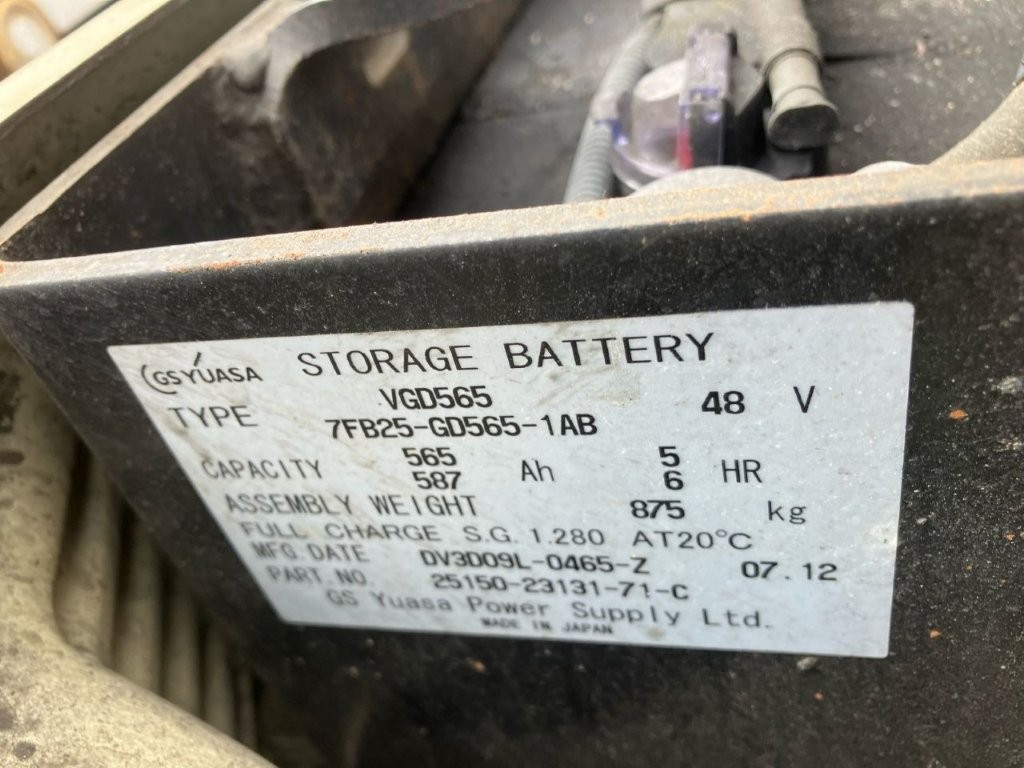 GS YUASA STORAGE BATTERY
TYPE VGD565 48 V
7FB25-GD565-1AB
CAPACITY 565 Ah 5 HR
587 6
ASSEMBLY WEIGHT 875 kg
FULL CHARGE S.G. 1.280 AT20°C
MFG.DATE DV3D09L-0465-Z 07.12
PART.NO. 25150-23131-71-C
GS Yuasa Power Supply Ltd.
MADE IN JAPAN